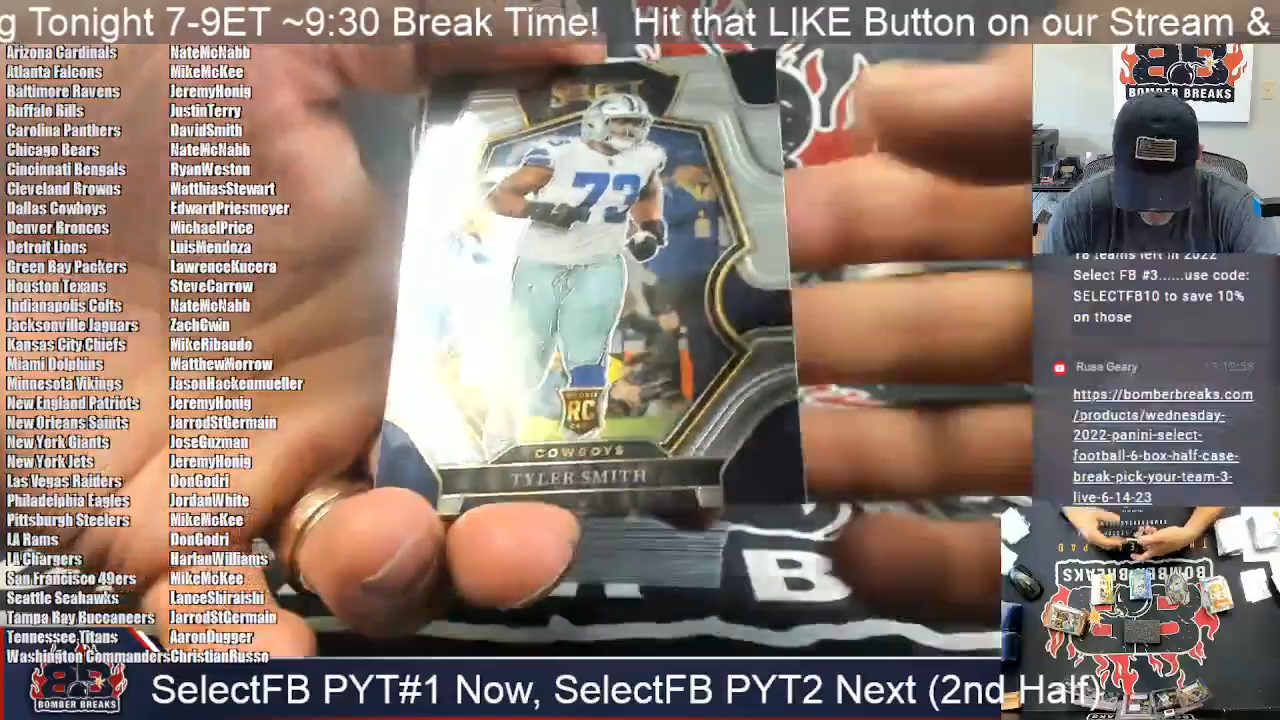 g Tonight 7-9ET ~9:30 Break Time! Hit that LIKE Button on our Stream &
Arizona Cardinals NateMcNabb
Atlanta Falcons MikeMcKee
Baltimore Ravens JeremyHonig
Buffalo Bills JustinTerry
Carolina Panthers DavidSmith
Chicago Bears NateMcNabb
Cincinnati Bengals RyanWeston
Cleveland Browns MatthiasStewart
Dallas Cowboys EdwardPriesmeyer
Denver Broncos MichaelPrice
Detroit Lions LuisMendoza
Green Bay Packers LawrenceKucera
Houston Texans SteveCarrow
Indianapolis Colts NateMcNabb
Jacksonville Jaguars ZachGwin
Kansas City Chiefs MikeRibaudo
Miami Dolphins MatthewMorrow
Minnesota Vikings JasonHackenmueller
New England Patriots JeremyHonig
New Orleans Saints JarrodStGermain
New York Giants JoseGuzman
New York Jets JeremyHonig
Las Vegas Raiders DonGodri
Philadelphia Eagles JordanWhite
Pittsburgh Steelers MikeMcKee
LA Rams DonGodri
LA Chargers HarlanWilliams
San Francisco 49ers MikeMcKee
Seattle Seahawks LanceShiraishi
Tampa Bay Buccaneers JarrodStGermain
Tennessee Titans AaronDugger
Washington Commanders ChristianRusso
SELECT
73
ROOKIE
RC
COWBOYS
TYLER SMITH
B
BB
BOMBER BREAKS
18 teams left in 2022
Select FB #3......use code:
SELECTFB10 to save 10%
on those
Russ Geary
https://bomberbreaks.com
/products/wednesday-
2022-panini-select-
football-6-box-half-case-
break-pick-your-team-3-
live-6-14-23
BOMBER BREAKS
BB
BOMBER BREAKS
SelectFB PYT#1 Now, SelectFB PYT2 Next (2nd Half)